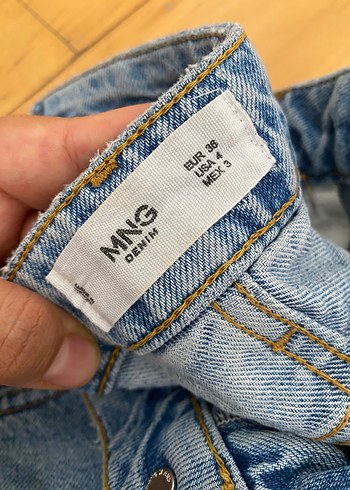 MNG
DENIM
EUR 36
USA 4
MEX 3